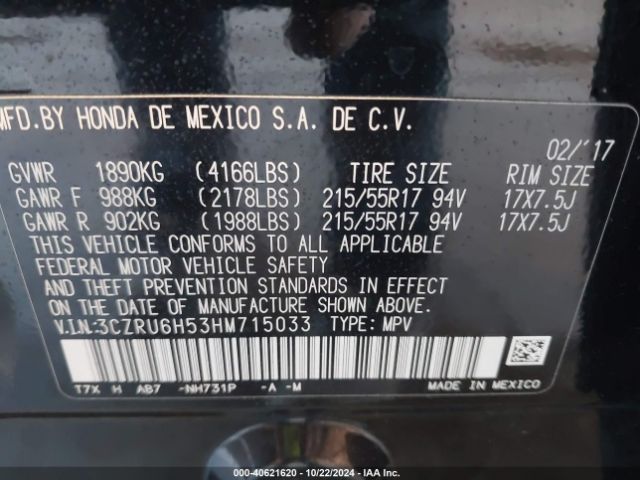 MFD.BY HONDA DE MEXICO S.A. DE C.V.
02/'17
GVWR 1890KG (4166LBS) TIRE SIZE RIM SIZE
GAWR F 988KG (2178LBS) 215/55R17 94V 17X7.5J
GAWR R 902KG (1988LBS) 215/55R17 94V 17X7.5J
THIS VEHICLE CONFORMS TO ALL APPLICABLE
FEDERAL MOTOR VEHICLE SAFETY
AND THEFT PREVENTION STANDARDS IN EFFECT
ON THE DATE OF MANUFACTURE SHOWN ABOVE.
V.I.N:3CZRU6H53HM715033 TYPE: MPV
T7X H AB7 -NH731P -A -M MADE IN MEXICO
000-40621620 - 10/22/2024 - IAA Inc.